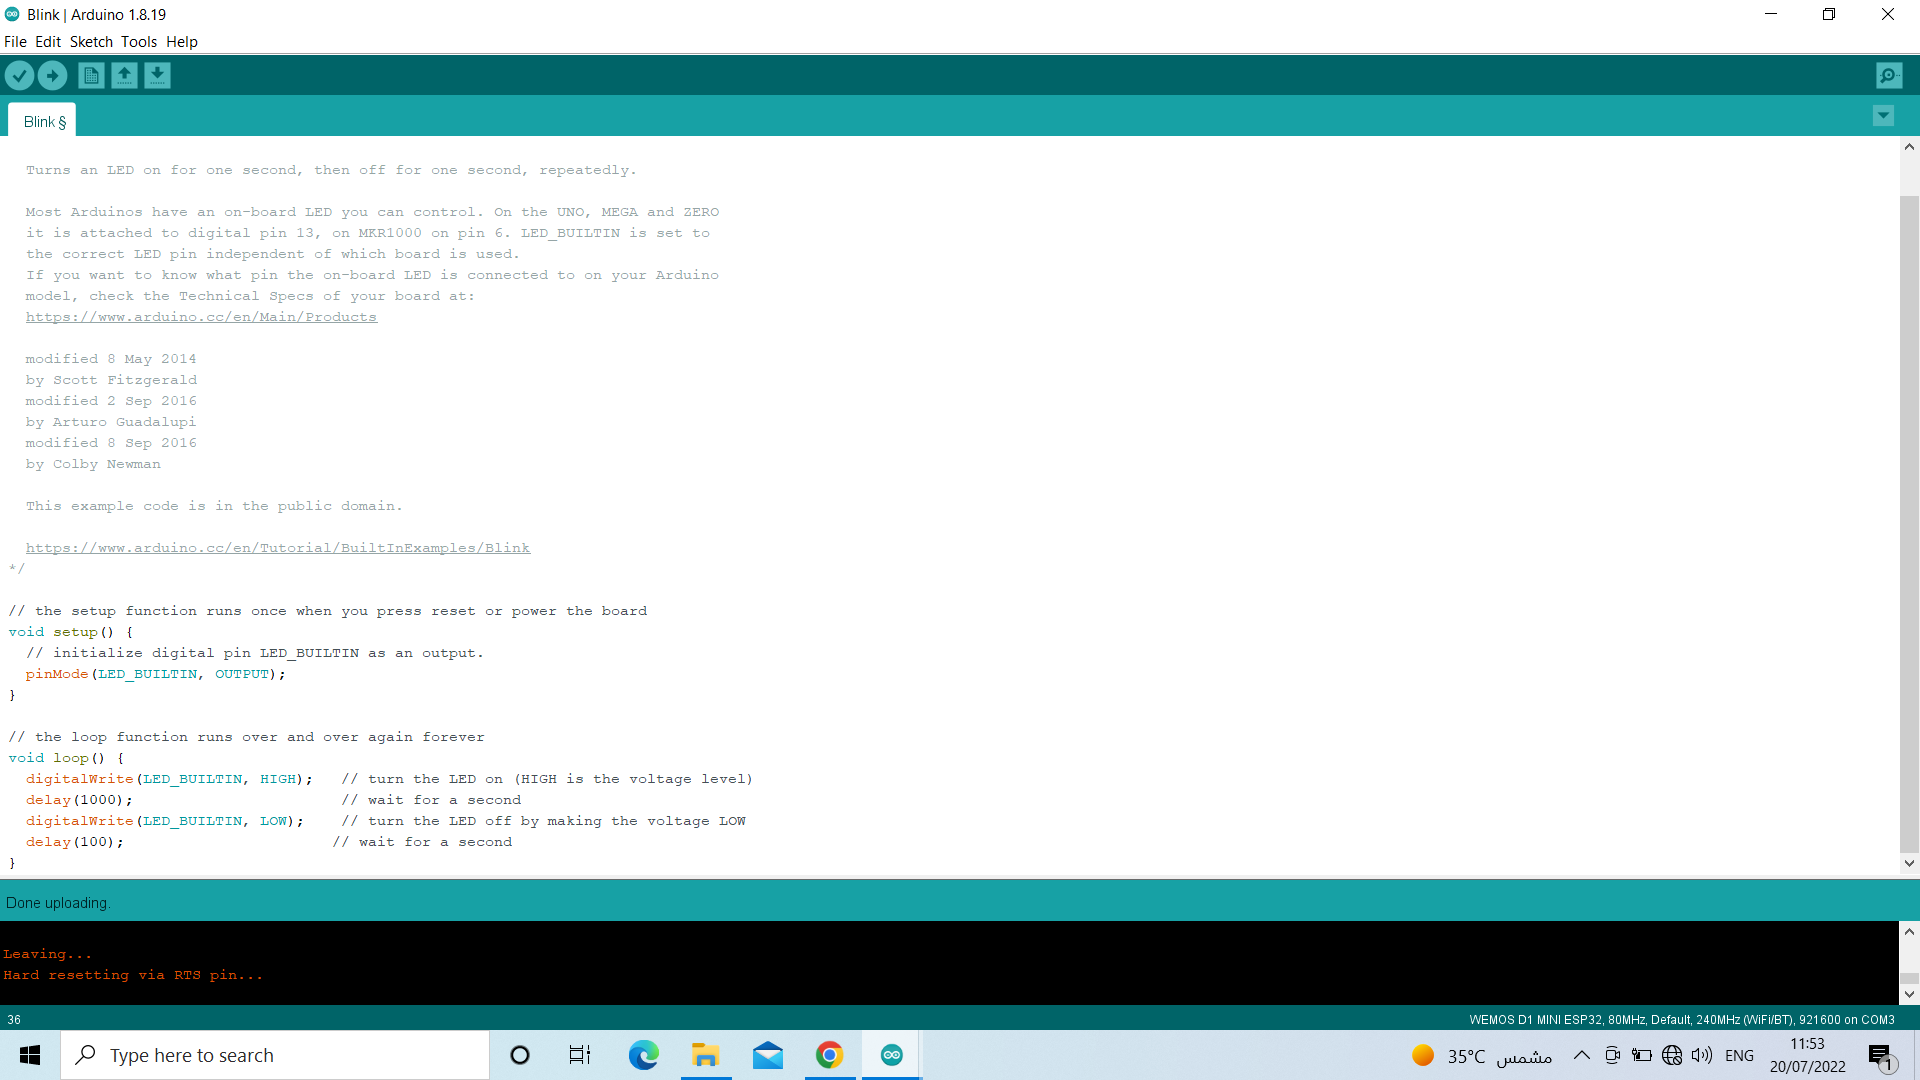 Blink | Arduino 1.8.19
File Edit Sketch Tools Help
Blink §
Turns an LED on for one second, then off for one second, repeatedly.
Most Arduinos have an on-board LED you can control. On the UNO, MEGA and ZERO
it is attached to digital pin 13, on MKR1000 on pin 6. LED_BUILTIN is set to
the correct LED pin independent of which board is used.
If you want to know what pin the on-board LED is connected to on your Arduino
model, check the Technical Specs of your board at:
https://www.arduino.cc/en/Main/Products
modified 8 May 2014
by Scott Fitzgerald
modified 2 Sep 2016
by Arturo Guadalupi
modified 8 Sep 2016
by Colby Newman
This example code is in the public domain.
https://www.arduino.cc/en/Tutorial/BuiltInExamples/Blink
*/
// the setup function runs once when you press reset or power the board
void setup() {
// initialize digital pin LED_BUILTIN as an output.
pinMode(LED_BUILTIN, OUTPUT);
}
// the loop function runs over and over again forever
void loop() {
digitalWrite(LED_BUILTIN, HIGH);   // turn the LED on (HIGH is the voltage level)
delay(1000);                       // wait for a second
digitalWrite(LED_BUILTIN, LOW);    // turn the LED off by making the voltage LOW
delay(100);                       // wait for a second
}
Done uploading.
Leaving...
Hard resetting via RTS pin...
36 WEMOS D1 MINI ESP32, 80MHz, Default, 240MHz (WiFi/BT), 921600 on COM3
Type here to search 35°C مشمس ENG 11:53
20/07/2022 1